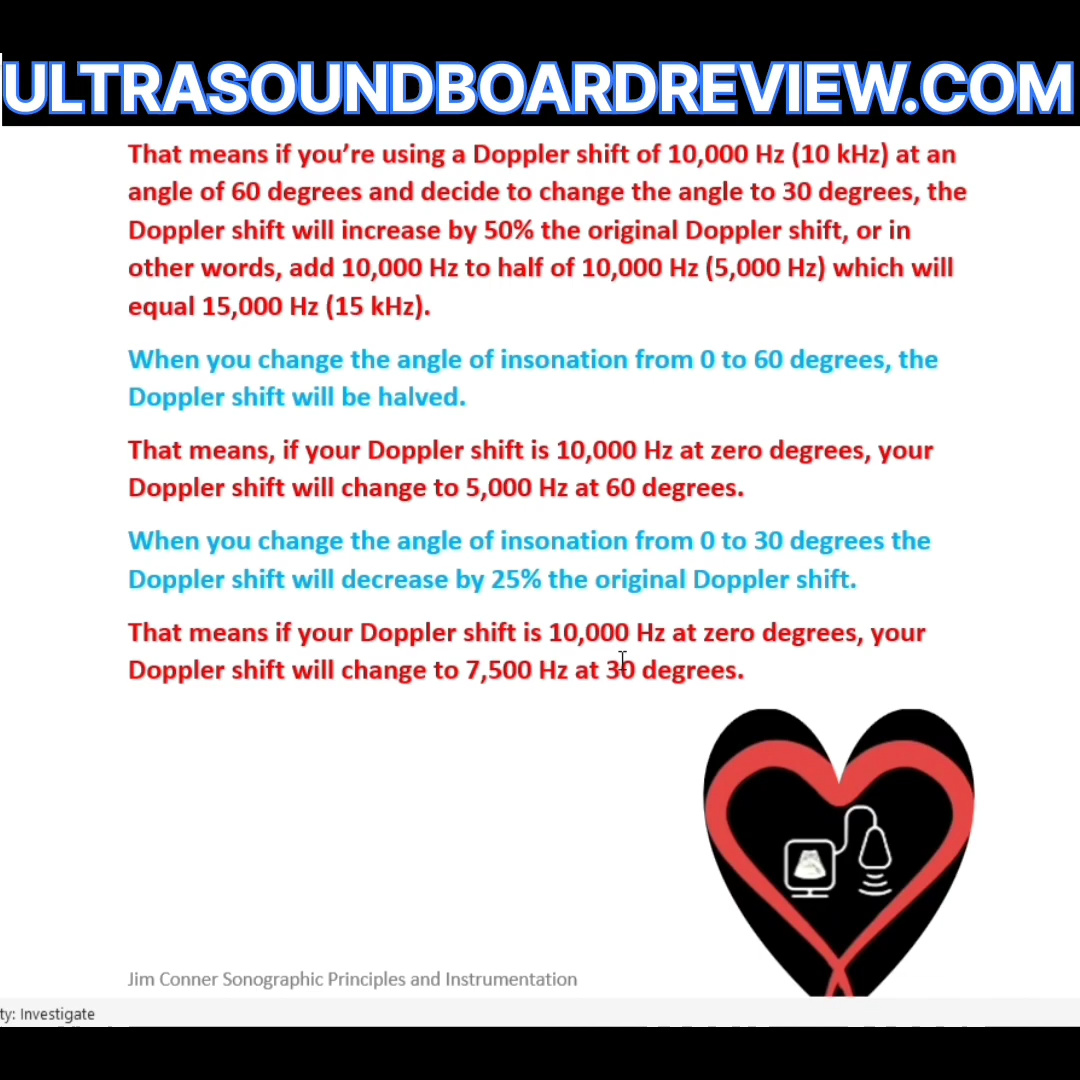 ULTRASOUNDBOARDREVIEW.COM
That means if you're using a Doppler shift of 10,000 Hz (10 kHz) at an
angle of 60 degrees and decide to change the angle to 30 degrees, the
Doppler shift will increase by 50% the original Doppler shift, or in
other words, add 10,000 Hz to half of 10,000 Hz (5,000 Hz) which will
equal 15,000 Hz (15 kHz).
When you change the angle of insonation from 0 to 60 degrees, the
Doppler shift will be halved.
That means, if your Doppler shift is 10,000 Hz at zero degrees, your
Doppler shift will change to 5,000 Hz at 60 degrees.
When you change the angle of insonation from 0 to 30 degrees the
Doppler shift will decrease by 25% the original Doppler shift.
That means if your Doppler shift is 10,000 Hz at zero degrees, your
Doppler shift will change to 7,500 Hz at 30 degrees.
Jim Conner Sonographic Principles and Instrumentation
ty: Investigate